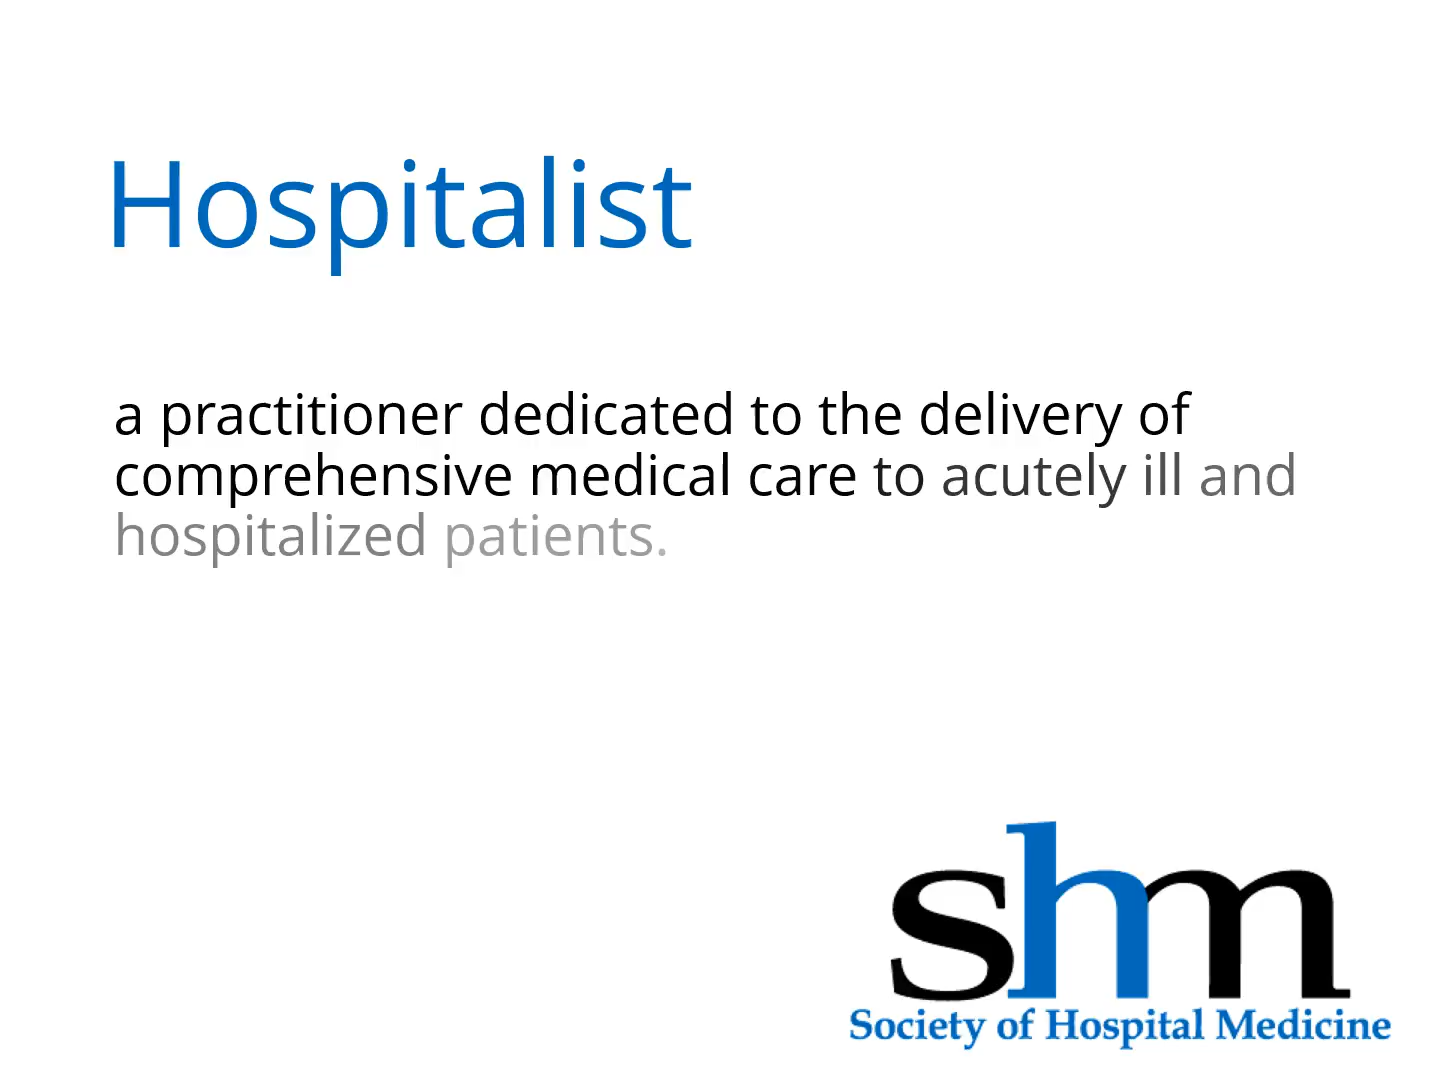 Hospitalist
a practitioner dedicated to the delivery of
comprehensive medical care to acutely ill and
hospitalized patients.
shm
Society of Hospital Medicine